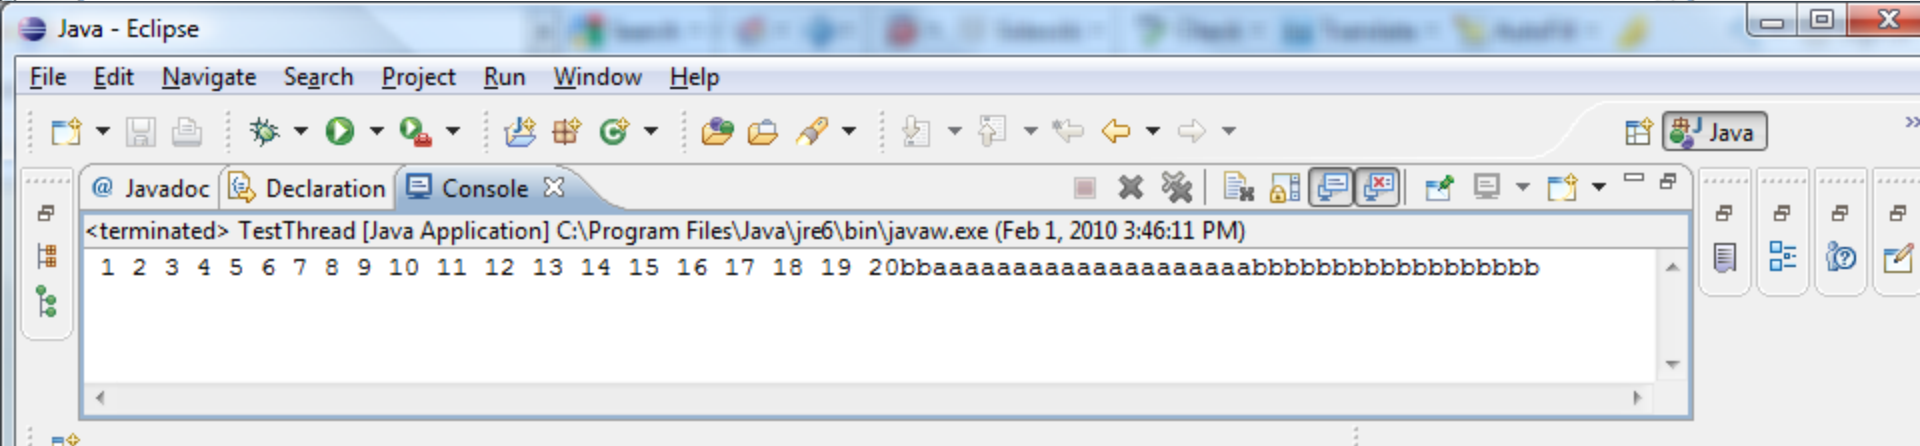 Java - Eclipse
File Edit Navigate Search Project Run Window Help
Java
@ Javadoc Declaration Console
<terminated> TestThread [Java Application] C:\Program Files\Java\jre6\bin\javaw.exe (Feb 1, 2010 3:46:11 PM)
1 2 3 4 5 6 7 8 9 10 11 12 13 14 15 16 17 18 19 20bbaaaaaaaaaaaaaaaaaaaabbbbbbbbbbbbbbbbbb